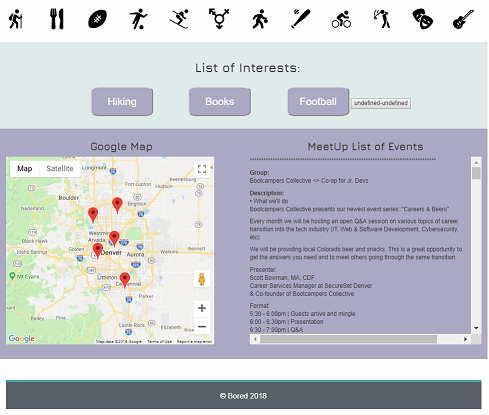 List of Interests:
Hiking
Books
Football
undefined-undefined
Google Map
Map
Satellite
Longmont
Boulder
Westminster
Arvada
Denver
Aurora
Littleton
Centennial
Castle Rock
Mt Evans
Idaho Springs
Black Hawk
Fort Lupton
Hudson
Keenesburg
Bennett
Kiowa
Elizabeth
Google
Map data ©2018 Google
Terms of Use
Report a map error
MeetUp List of Events
Group:
Bootcampers Collective <> Co-op for Jr. Devs
Description:
• What we'll do
Bootcampers Collective presents our newest event series: "Careers & Beers"
Every month we will be hosting an open Q&A session on various topics of career
transition into the tech industry (IT, Web & Software Development, Cybersecurity,
etc).
We will be providing local Colorado beer and snacks. This is a great opportunity to
get the answers you need and to meet others going through the same transition.
Presenter:
Scott Bowman, MA, CDF
Career Services Manager at SecureSet Denver
& Co-founder of Bootcampers Collective
Format:
5:30 - 6:00pm | Guests arrive and mingle
6:00 - 6:30pm | Presentation
6:30 - 7:00pm | Q&A
© Bored 2018